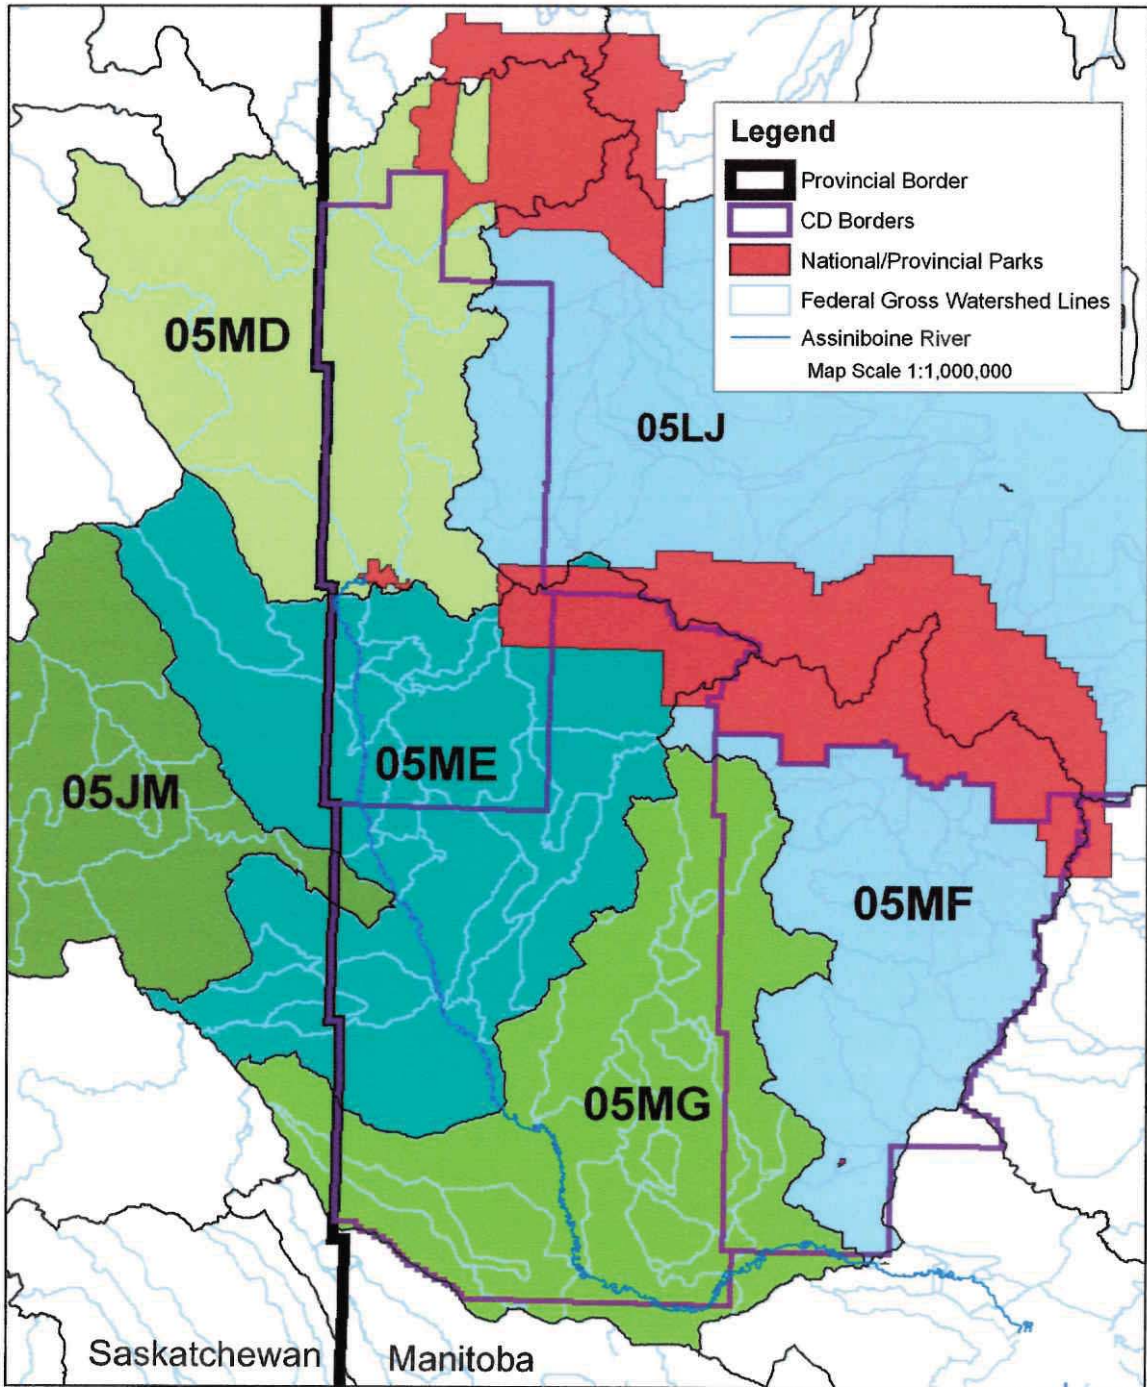 Legend
Provincial Border
CD Borders
National/Provincial Parks
Federal Gross Watershed Lines
Assiniboine River
Map Scale 1:1,000,000
05MD
05LJ
05ME
05JM
05MF
05MG
Saskatchewan
Manitoba